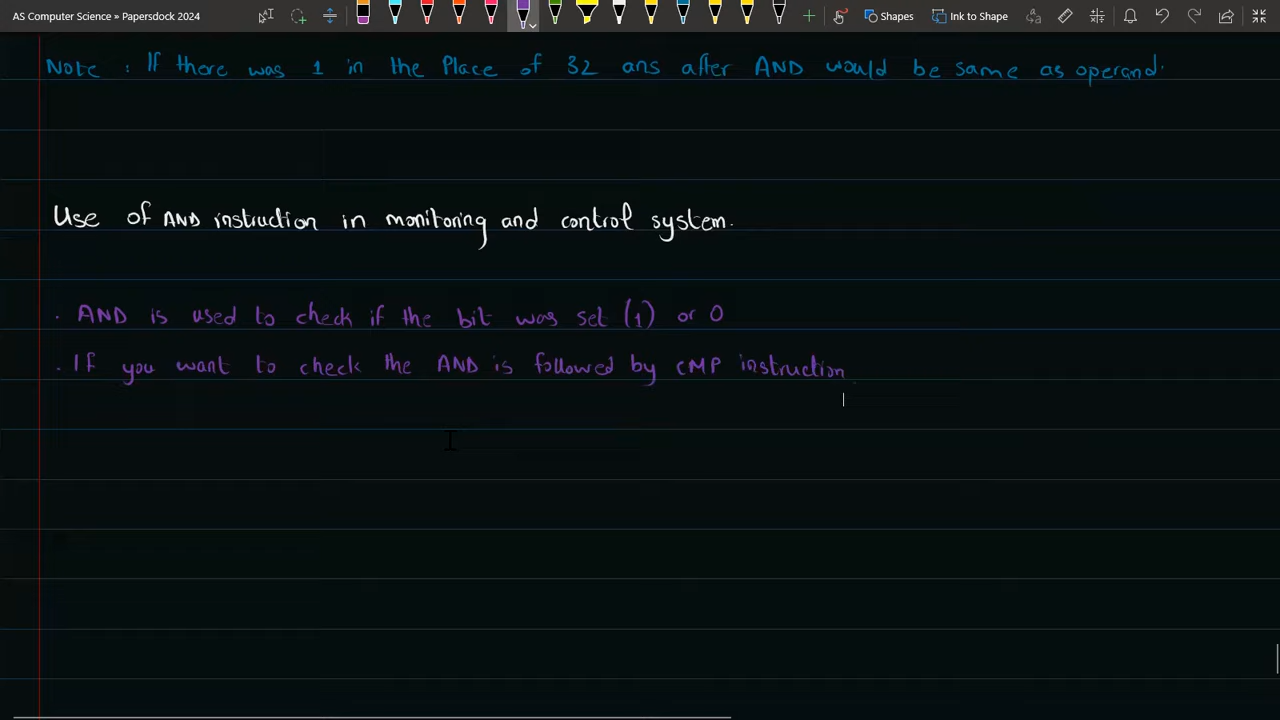 AS Computer Science » Papersdock 2024
Shapes
Ink to Shape
Note : If there was 1 in the Place of 32 ans after AND would be same as operand.
Use of AND instruction in monitoring and control system.
. AND is used to check if the bit was set (1) or 0
. If you want to check the AND is followed by CMP instruction.